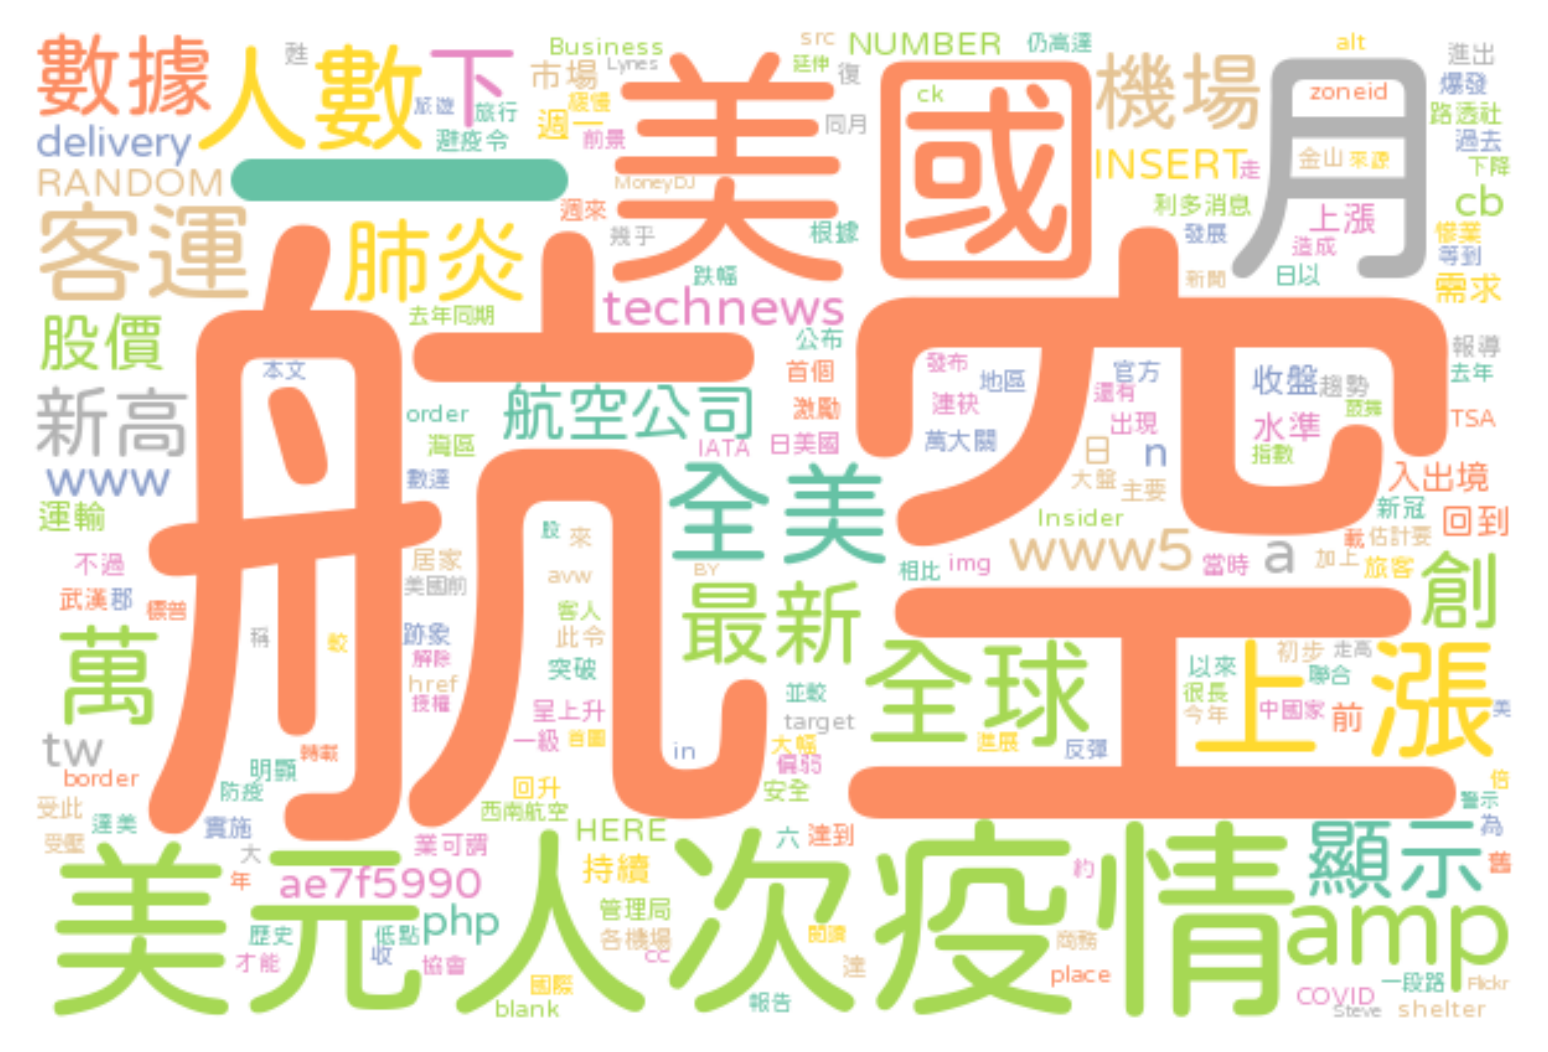 數據
人數
下
甦
Business
Lynes
src
NUMBER
仍高達
alt
進出
市場
延伸
復
美國
ck
機場
月
zoneid
爆發
旅遊
旅行
緩慢
週一
前景
同月
路透社
delivery
避疫令
INSERT
走
金山
來源
過去
下降
RANDOM
一
MoneyDJ
利多消息
cb
客運
肺炎
週來
幾乎
根據
發展
上漲
造成
慘業
等到
跌幅
新聞
日以
需求
去年同期
technews
股價
航空
公布
報導
本文
首個
發布
地區
官方
還有
收盤
趨勢
去年
新高
order
航空公司
激勵
連袂
出現
水準
鼓舞
TSA
灣區
IATA
日美國
萬大關
日
n
指數
www
數達
全美
大盤
主要
入出境
運輸
股
來
Insider
新冠
回到
不過
居家
美國前
avw
BY
相比
img
www5
當時
a
載
估計要
加上
旅客
創
武漢
郡
標普
客人
最新
萬
稱
較
跡象
解除
此令
突破
全球
以來
初步
走高
上漲
聯合
href
授權
並較
很長
今年
中國家
前
美
tw
呈上升
一級
首圖
target
in
大幅
偏弱
進展
反彈
border
轉載
明顯
防疫
回升
西南航空
安全
倍
警示
受此
達美
實施
HERE
六
達到
為
受壓
大
業可謂
顯示
舊
美元
年
ae7f5990
人次
持續
疫情
約
歷史
低點
php
管理局
各機場
cc
閱讀
商務
amp
才能
收
協會
國際
blank
達
報告
place
一段路
Flickr
COVID
Steve
shelter